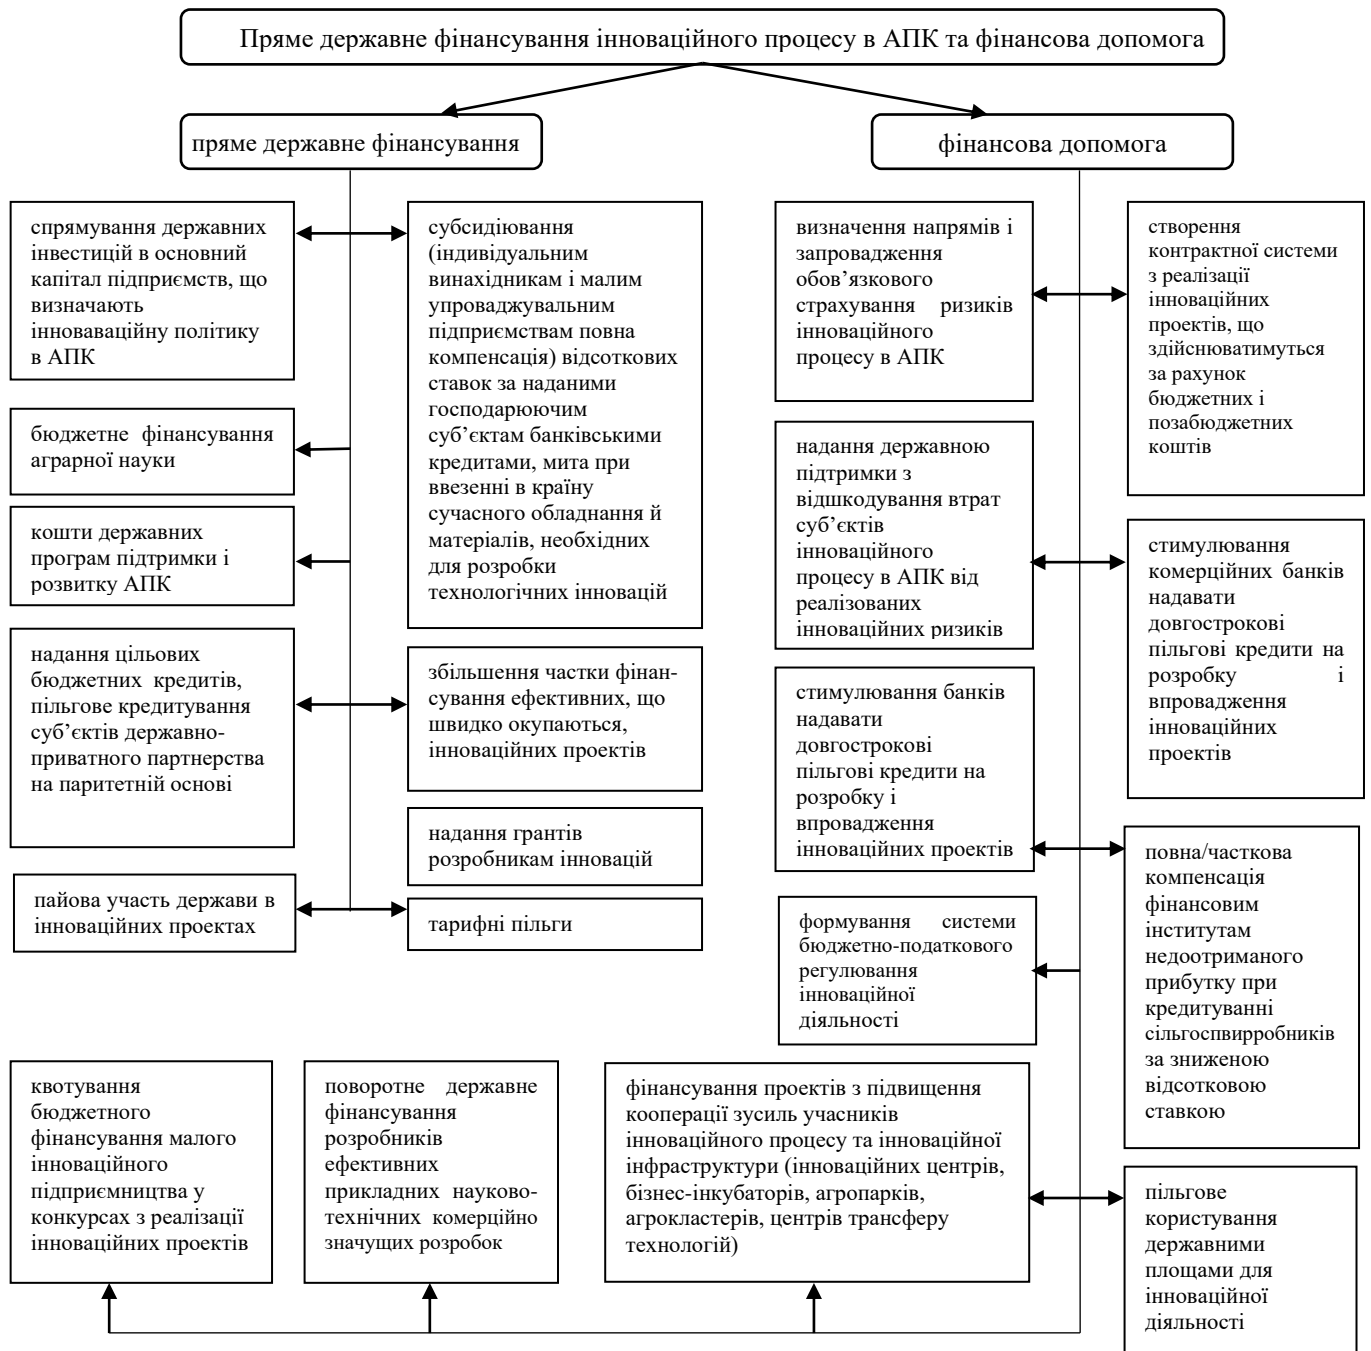 Пряме державне фінансування інноваційного процесу в АПК та фінансова допомога
пряме державне фінансування
фінансова допомога
спрямування державних
інвестицій в основний
капітал підприємств, що
визначають
інноваваційну політику
в АПК
субсидіювання
(індивідуальним
винахідникам і малим
упроваджувальним
підприємствам повна
компенсація) відсоткових
ставок за наданими
господарюючим
суб’єктам банківськими
кредитами, мита при
ввезенні в країну
сучасного обладнання й
матеріалів, необхідних
для розробки
технологічних інновацій
бюджетне фінансування
аграрної науки
кошти державних
програм підтримки і
розвитку АПК
надання цільових
бюджетних кредитів,
пільгове кредитування
суб’єктів державно-
приватного партнерства
на паритетній основі
збільшення частки фінан-
сування ефективних, що
швидко окупаються,
інноваційних проектів
надання грантів
розробникам інновацій
пайова участь держави в
інноваційних проектах
тарифні пільги
визначення напрямів і
запровадження
обов’язкового
страхування ризиків
інноваційного
процесу в АПК
створення
контрактної системи
з реалізації
інноваційних
проектів, що
здійснюватимуться
за рахунок
бюджетних і
позабюджетних
коштів
надання державною
підтримки з
відшкодування втрат
суб’єктів
інноваційного
процесу в АПК від
реалізованих
інноваційних ризиків
стимулювання
комерційних банків
надавати
довгострокові
пільгові кредити на
розробку і
впровадження
інноваційних
проектів
стимулювання банків
надавати
довгострокові
пільгові кредити на
розробку і
впровадження
інноваційних проектів
повна/часткова
компенсація
фінансовим
інститутам
недоотриманого
прибутку при
кредитуванні
сільгоспвирробників
за зниженою
відсотковою
ставкою
формування системи
бюджетно-податкового
регулювання
інноваційної
діяльності
квотування
бюджетного
фінансування малого
інноваційного
підприємництва у
конкурсах з реалізації
інноваційних проектів
поворотне державне
фінансування
розробників
ефективних
прикладних науково-
технічних комерційно
значущих розробок
фінансування проектів з підвищення
кооперації зусиль учасників
інноваційного процесу та інноваційної
інфраструктури (інноваційних центрів,
бізнес-інкубаторів, агропарків,
агрокластерів, центрів трансферу
технологій)
пільгове
користування
державними
площами для
інноваційної
діяльності